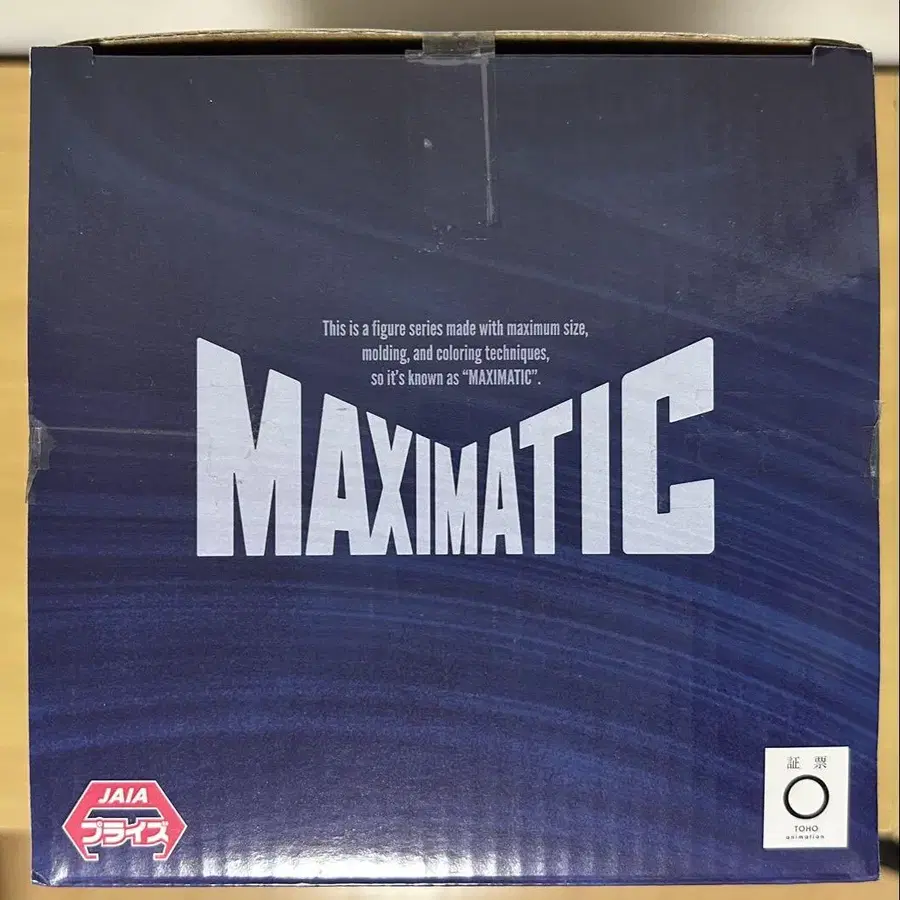 This is a figure series made with maximum size,
molding, and coloring techniques,
so it's known as “MAXIMATIC”.
MAXIMATIC
JAIA
プライズ
証票
TOHO
animation